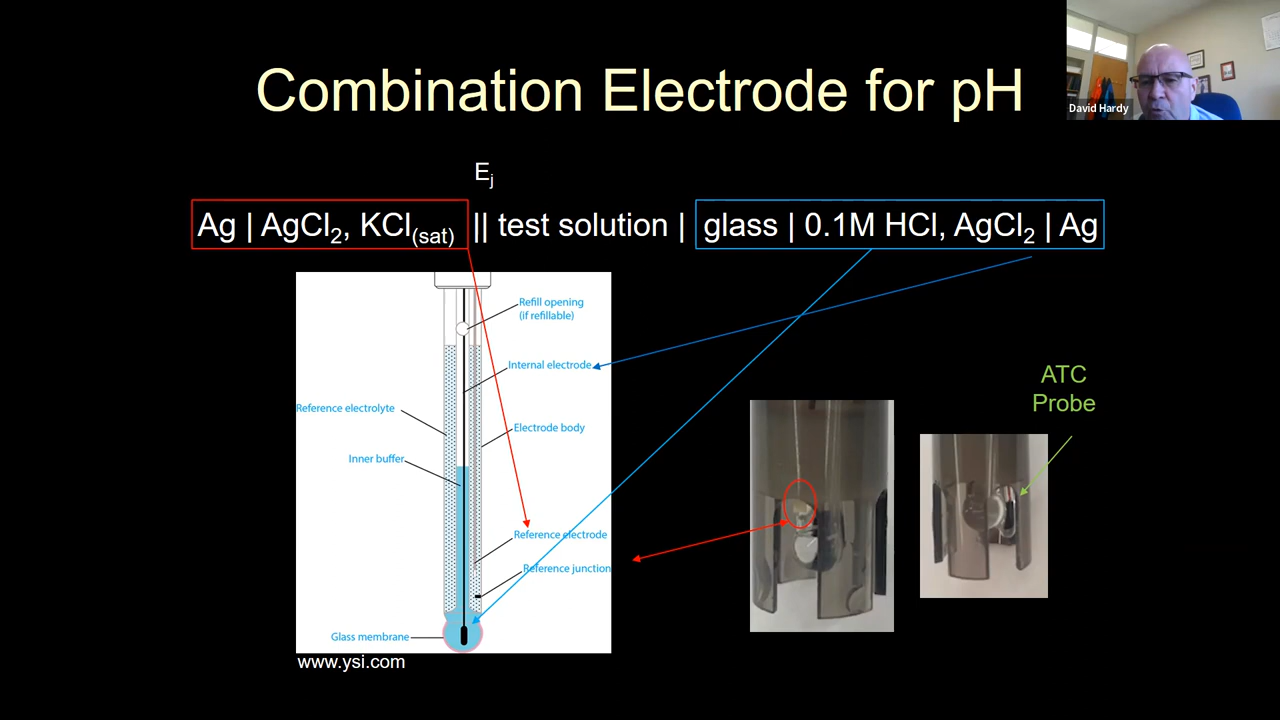 Combination Electrode for pH
David Hardy
Ej
Ag | AgCl2, KCl(sat) || test solution | glass | 0.1M HCl, AgCl2 | Ag
Refill opening
(if refillable)
Internal electrode
Reference electrolyte
Electrode body
Inner buffer
Reference electrode
Reference junction
Glass membrane
www.ysi.com
ATC
Probe